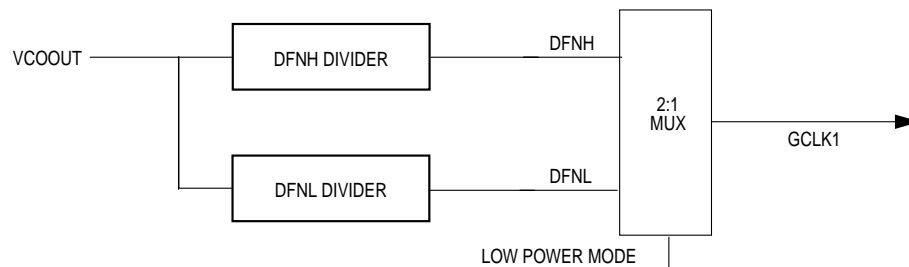 DFNH
VCOOUT
DFNH DIVIDER
2:1
MUX
GCLK1
DFNL
DFNL DIVIDER
LOW POWER MODE